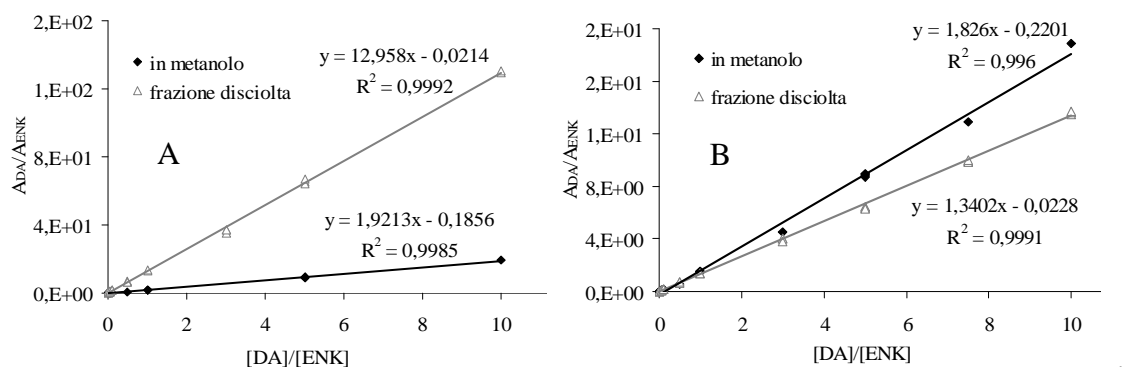 2,E+02
1,E+02
8,E+01
4,E+01
0,E+00
ADA/AENK
A
◆ in metanolo
△ frazione disciolta
y = 12,958x - 0,0214
R² = 0,9992
y = 1,9213x - 0,1856
R² = 0,9985
0 2 4 6 8 10
[DA]/[ENK]
2,E+01
2,E+01
1,E+01
8,E+00
4,E+00
0,E+00
ADA/AENK
B
◆ in metanolo
△ frazione disciolta
y = 1,826x - 0,2201
R² = 0,996
y = 1,3402x - 0,0228
R² = 0,9991
0 2 4 6 8 10
[DA]/[ENK]